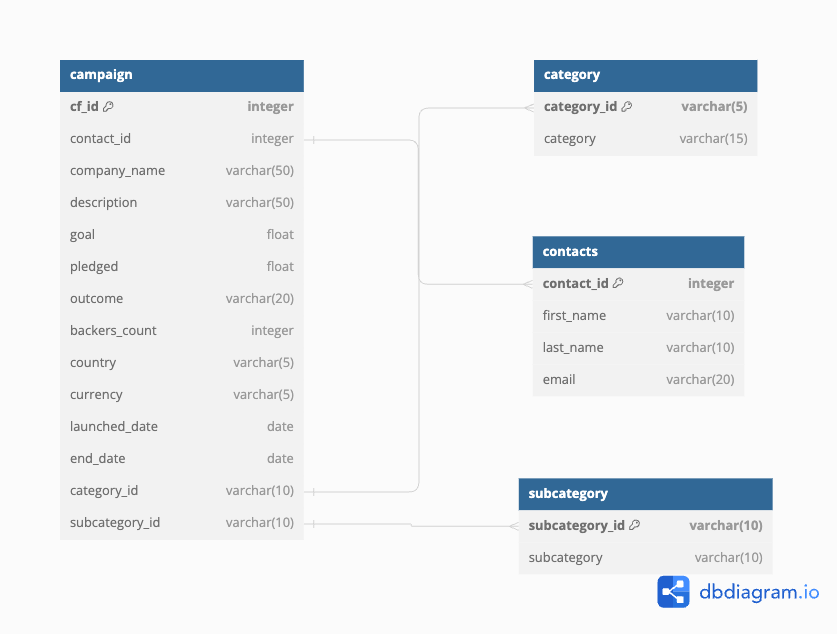 campaign
cf_id integer
contact_id integer
company_name varchar(50)
description varchar(50)
goal float
pledged float
outcome varchar(20)
backers_count integer
country varchar(5)
currency varchar(5)
launched_date date
end_date date
category_id varchar(10)
subcategory_id varchar(10)
category
category_id varchar(5)
category varchar(15)
contacts
contact_id integer
first_name varchar(10)
last_name varchar(10)
email varchar(20)
subcategory
subcategory_id varchar(10)
subcategory varchar(10)
dbdiagram.io